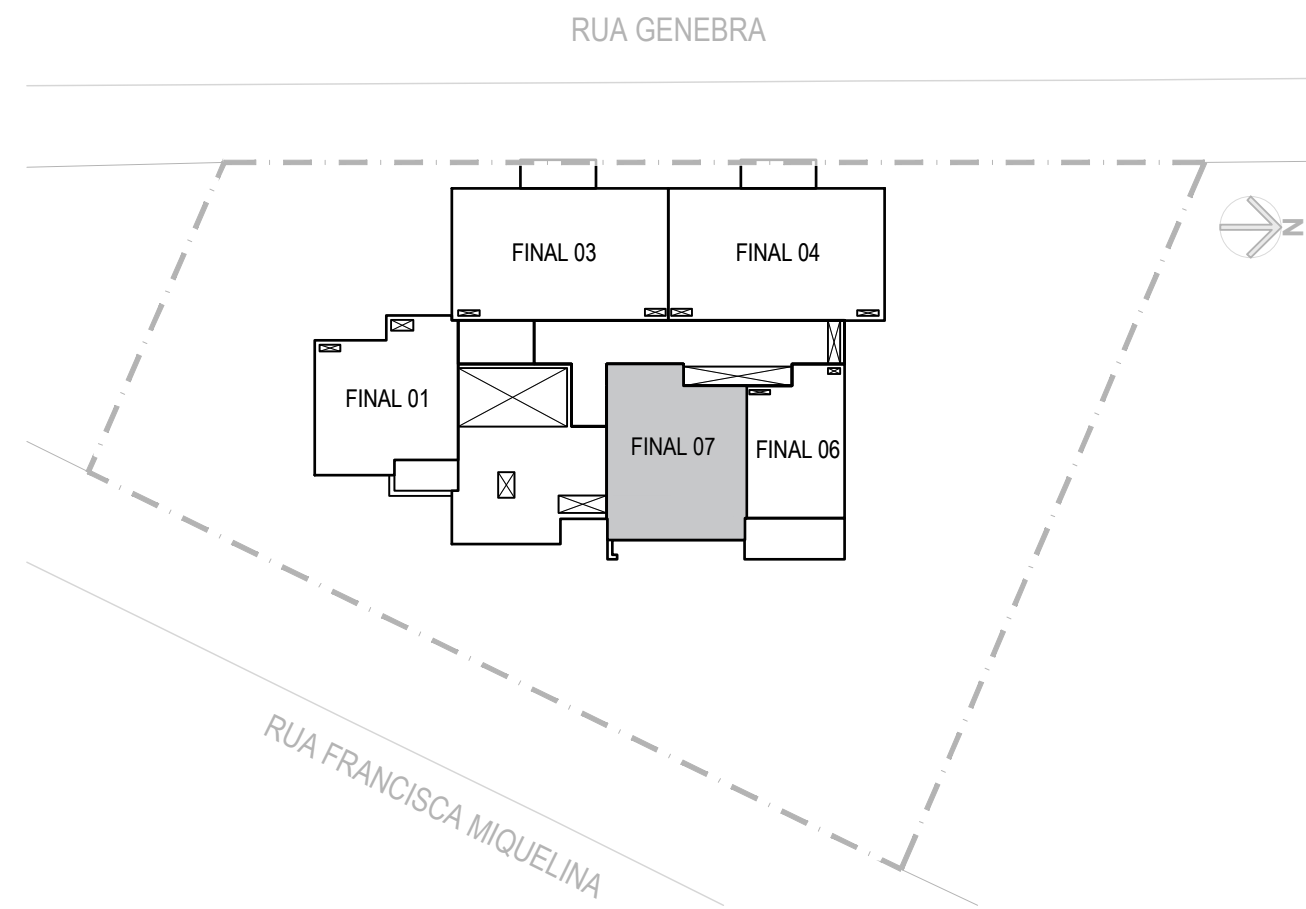 RUA GENEBRA
N
FINAL 03
FINAL 04
FINAL 01
FINAL 07
FINAL 06
RUA FRANCISCA MIQUELINA